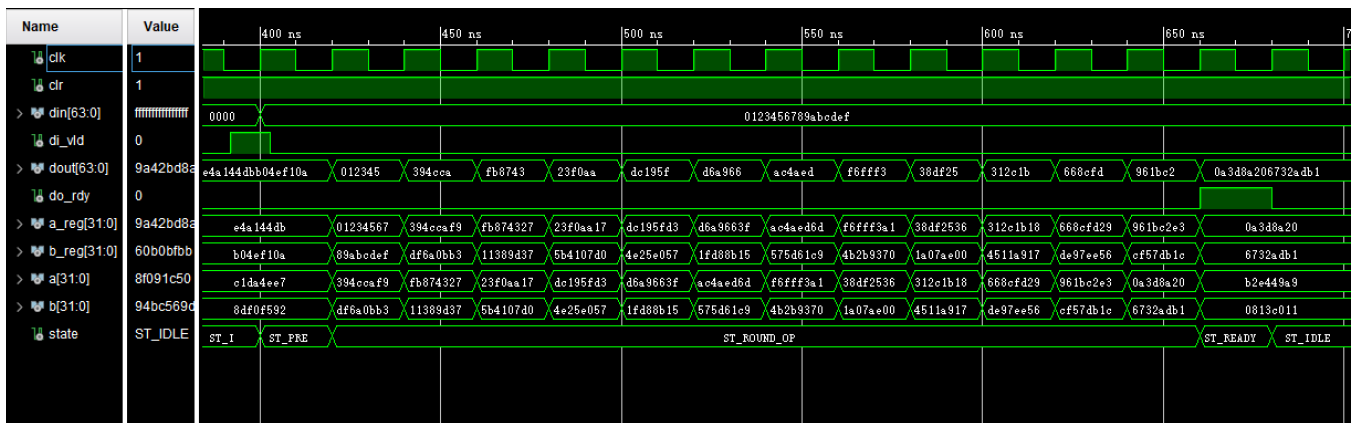 Name Value 400 ns 450 ns 500 ns 550 ns 600 ns 650 ns 7
clk 1
clr 1
din[63:0] ffffffffffffffff 0000 0123456789abcdef
di_vld 0
dout[63:0] 9a42bd8a e4a144dbb04ef10a 012345 394cca fb8743 23f0aa dc195f d6a966 ac4aed f6fff3 38df25 312c1b 668cfd 961bc2 0a3d8a206732adb1
do_rdy 0
a_reg[31:0] 9a42bd8a e4a144db 01234567 394ccaf9 fb874327 23f0aa17 dc195fd3 d6a9663f ac4aed6d f6fff3a1 38df2536 312c1b18 668cfd29 961bc2e3 0a3d8a20
b_reg[31:0] 60b0bfbb b04ef10a 89abcdef df6a0bb3 11389d37 5b4107d0 4e25e057 1fd88b15 575d61c9 4b2b9370 1a07ae00 4511a917 de97ee56 cf57db1c 6732adb1
a[31:0] 8f091c50 c1da4ee7 394ccaf9 fb874327 23f0aa17 dc195fd3 d6a9663f ac4aed6d f6fff3a1 38df2536 312c1b18 668cfd29 961bc2e3 0a3d8a20 b2e449a9
b[31:0] 94bc569d 8df0f592 df6a0bb3 11389d37 5b4107d0 4e25e057 1fd88b15 575d61c9 4b2b9370 1a07ae00 4511a917 de97ee56 cf57db1c 6732adb1 0813c011
state ST_IDLE ST_I ST_PRE ST_ROUND_OP ST_READY ST_IDLE